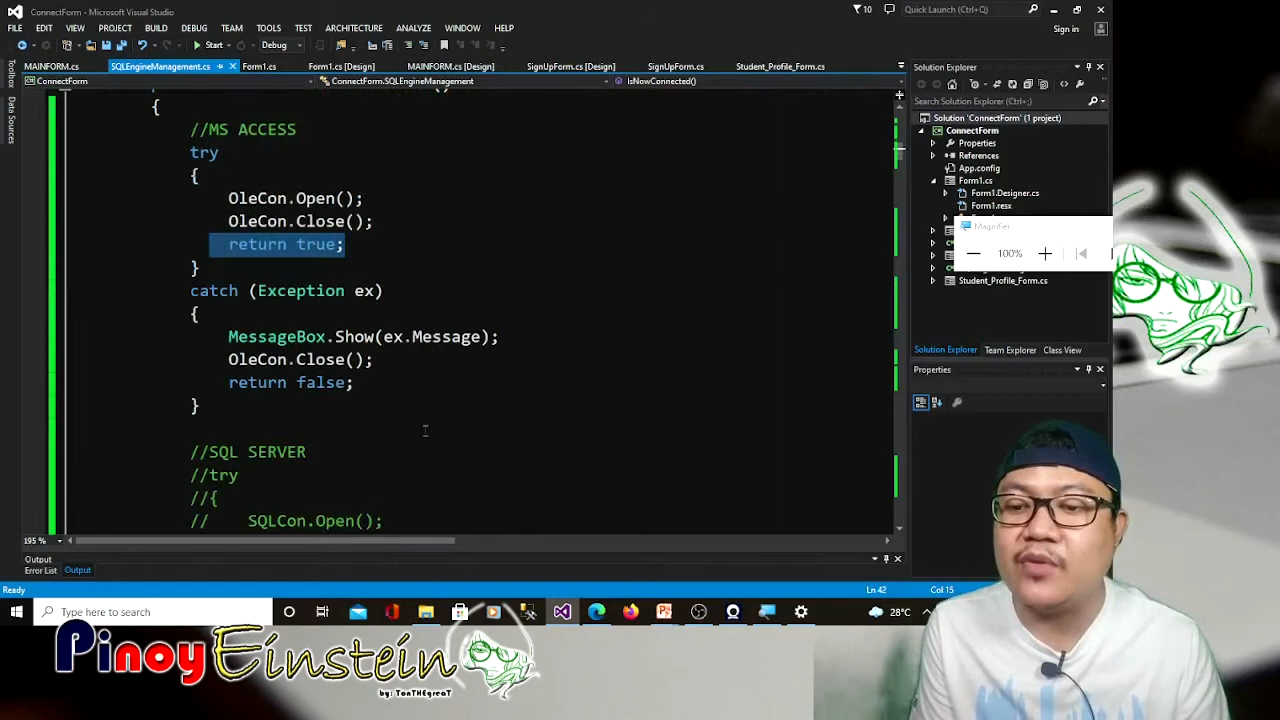 ConnectForm - Microsoft Visual Studio
10
Quick Launch (Ctrl+Q)
FILE EDIT VIEW PROJECT BUILD DEBUG TEAM TOOLS TEST ARCHITECTURE ANALYZE WINDOW HELP
Sign in
Start Debug
MAINFORM.cs SQLEngineManagement.cs Form1.cs Form1.cs [Design] MAINFORM.cs [Design] SignUpForm.cs [Design] SignUpForm.cs Student_Profile_Form.cs
ConnectForm ConnectForm.SQLEngineManagement IsNowConnected()
Toolbox
Data Sources
{
//MS ACCESS
try
{
OleCon.Open();
OleCon.Close();
return true;
}
catch (Exception ex)
{
MessageBox.Show(ex.Message);
OleCon.Close();
return false;
}
//SQL SERVER
//try
//{
// SQLCon.Open();
195 %
Solution Explorer
Search Solution Explorer (Ctrl+;)
Solution 'ConnectForm' (1 project)
ConnectForm
Properties
References
App.config
Form1.cs
Form1.Designer.cs
Form1.resx
Magnifier
100%
Student_Profile_Form.cs
Solution Explorer Team Explorer Class View
Properties
Output
Error List Output
Ready Ln 42 Col 15
Type here to search
28°C
PinoyEinstein
by: TonTHEgreaT